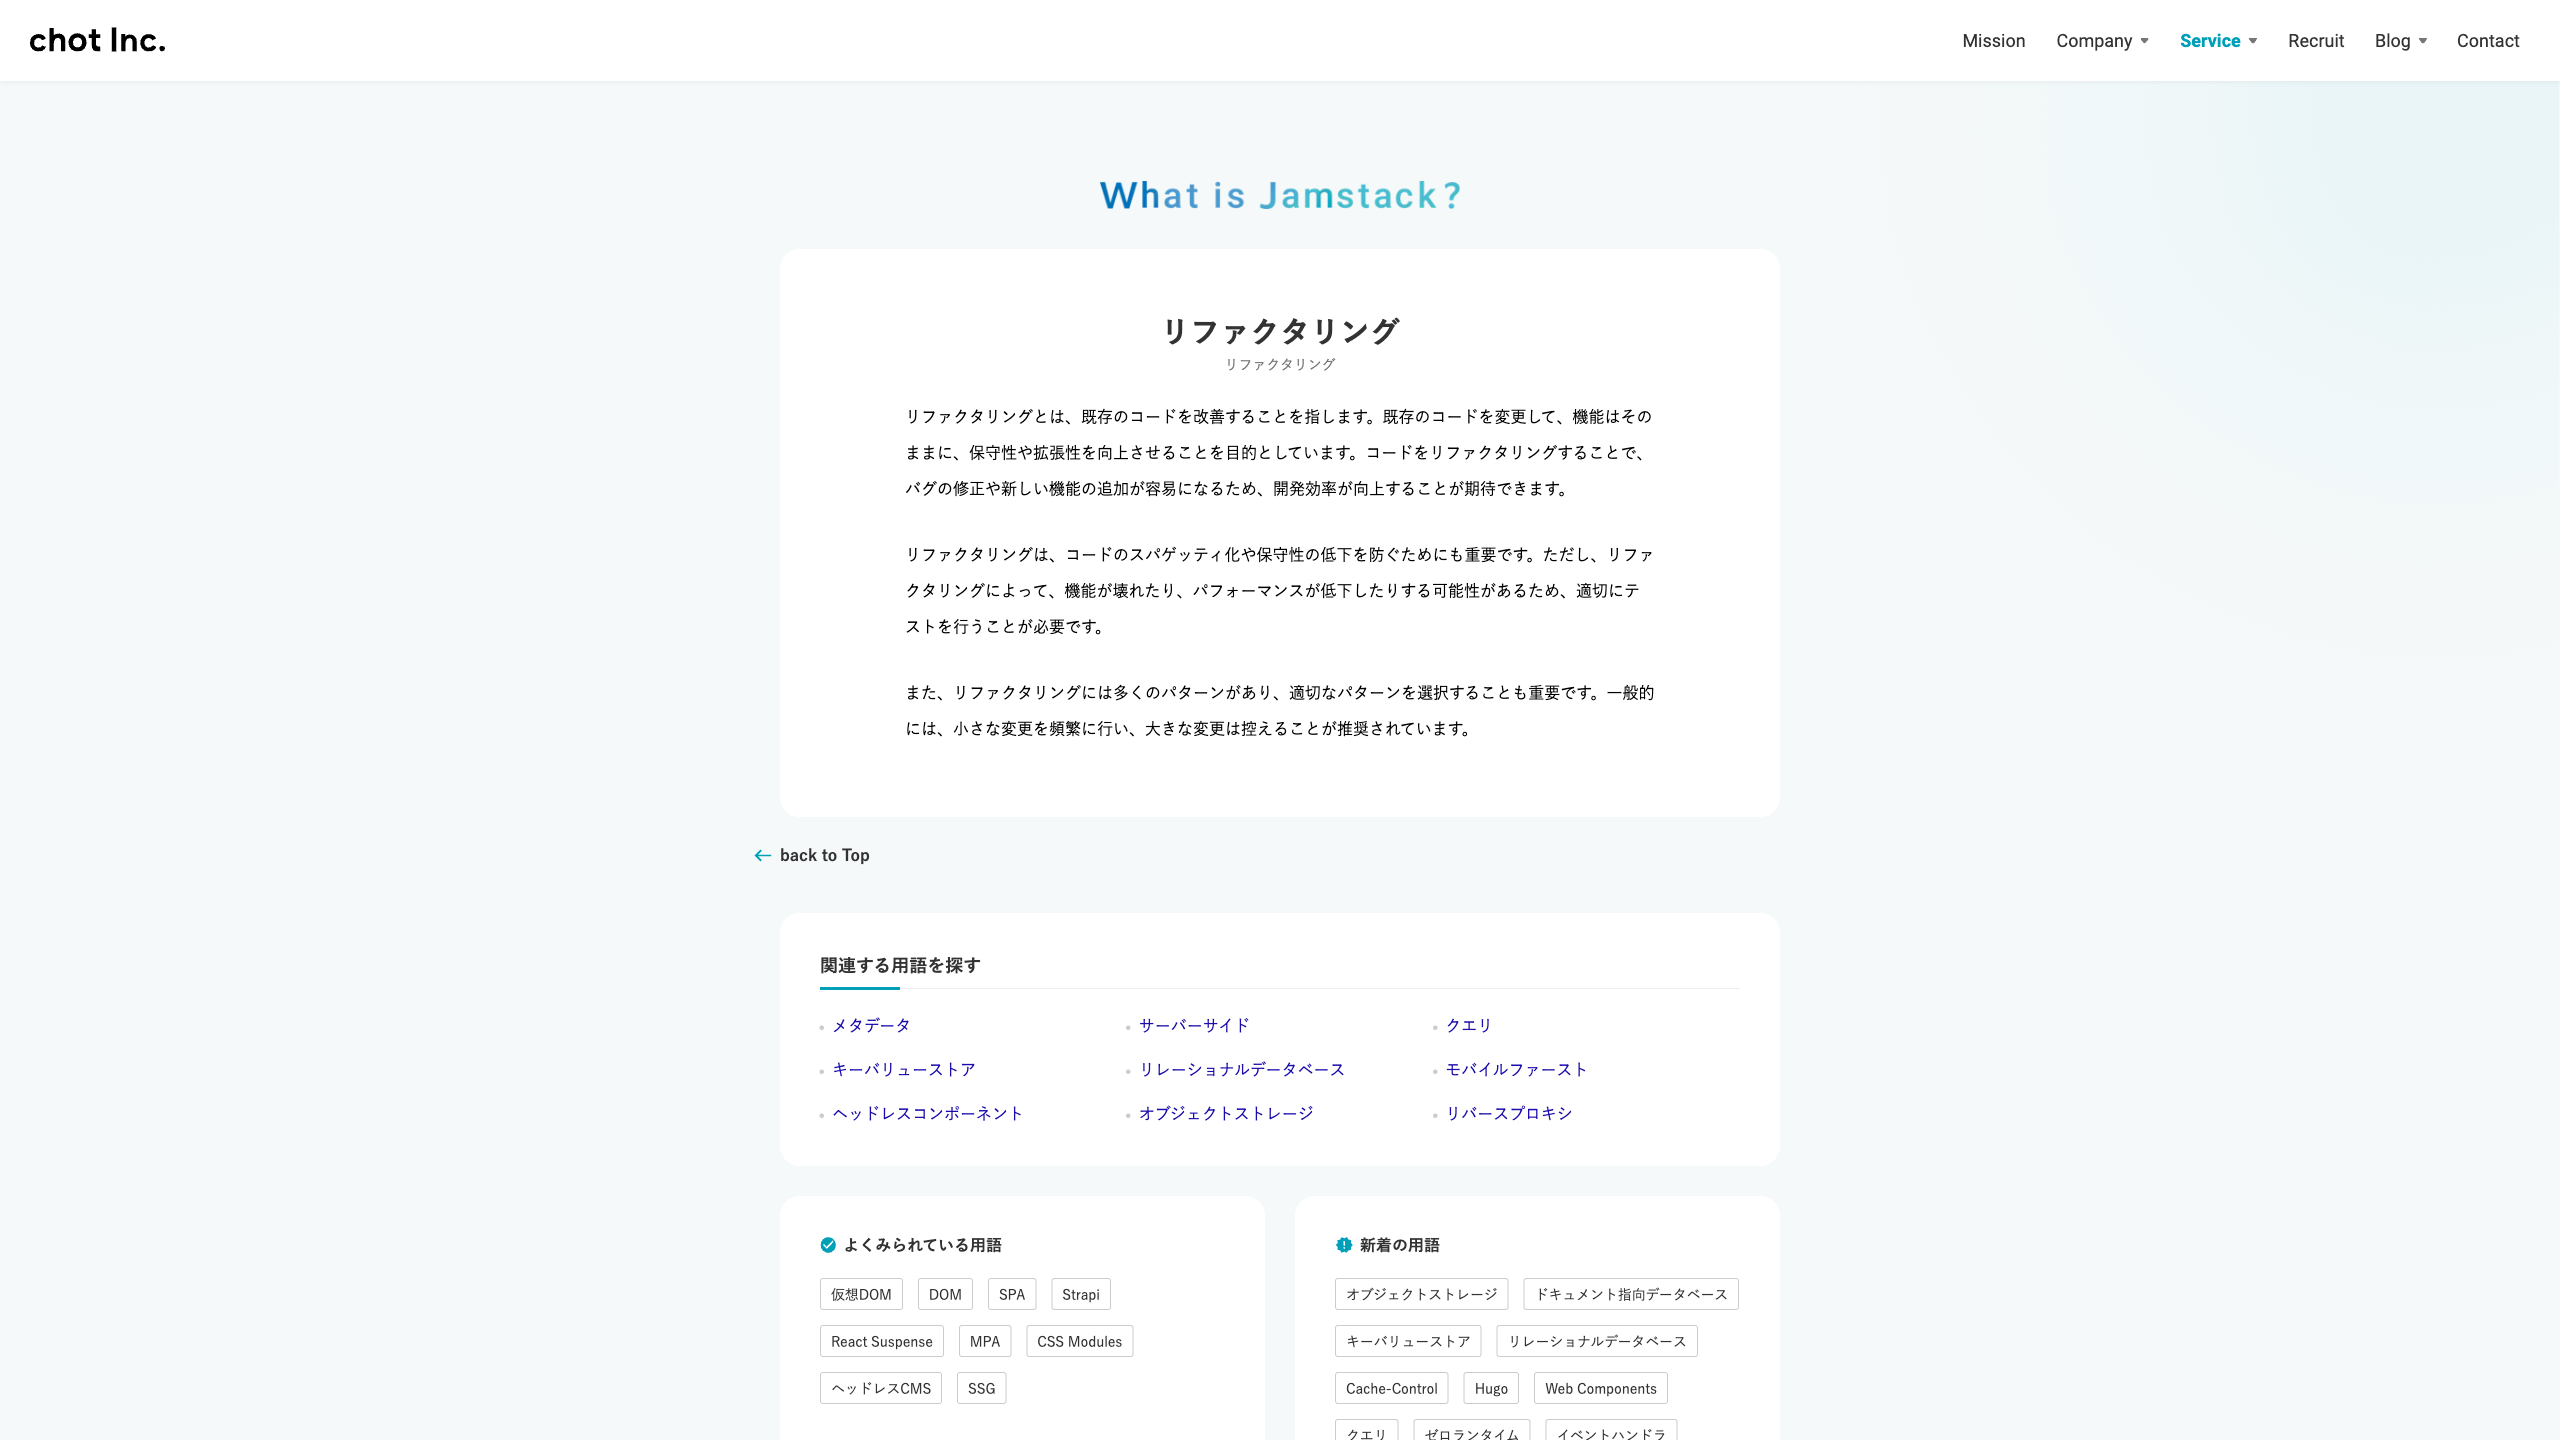 chot Inc.
Mission Company Service Recruit Blog Contact
What is Jamstack?
リファクタリング
リファクタリング
リファクタリングとは、既存のコードを改善することを指します。既存のコードを変更して、機能はその
ままに、保守性や拡張性を向上させることを目的としています。コードをリファクタリングすることで、
バグの修正や新しい機能の追加が容易になるため、開発効率が向上することが期待できます。
リファクタリングは、コードのスパゲッティ化や保守性の低下を防ぐためにも重要です。ただし、リファ
クタリングによって、機能が壊れたり、パフォーマンスが低下したりする可能性があるため、適切にテ
ストを行うことが必要です。
また、リファクタリングには多くのパターンがあり、適切なパターンを選択することも重要です。一般的
には、小さな変更を頻繁に行い、大きな変更は控えることが推奨されています。
back to Top
関連する用語を探す
メタデータ サーバーサイド クエリ
キーバリューストア リレーショナルデータベース モバイルファースト
ヘッドレスコンポーネント オブジェクトストレージ リバースプロキシ
よくみられている用語
仮想DOM DOM SPA Strapi
React Suspense MPA CSS Modules
ヘッドレスCMS SSG
新着の用語
オブジェクトストレージ ドキュメント指向データベース
キーバリューストア リレーショナルデータベース
Cache-Control Hugo Web Components
クエリ ゼロランタイム イベントハンドラ